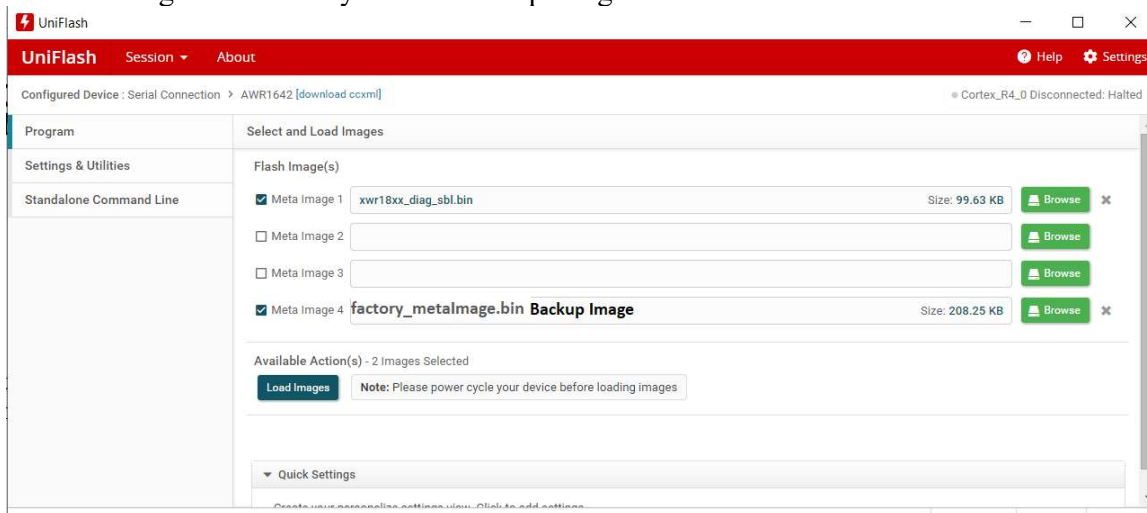 UniFlash
UniFlash Session About Help Settings
Configured Device : Serial Connection > AWR1642 [download ccxml] Cortex_R4_0 Disconnected: Halted
Program Select and Load Images
Settings & Utilities Flash Image(s)
Standalone Command Line Meta Image 1 xwr18xx_diag_sbl.bin Size: 99.63 KB Browse
Meta Image 2 Browse
Meta Image 3 Browse
Meta Image 4 factory_metaImage.bin Backup Image Size: 208.25 KB Browse
Available Action(s) - 2 Images Selected
Load Images Note: Please power cycle your device before loading images
Quick Settings